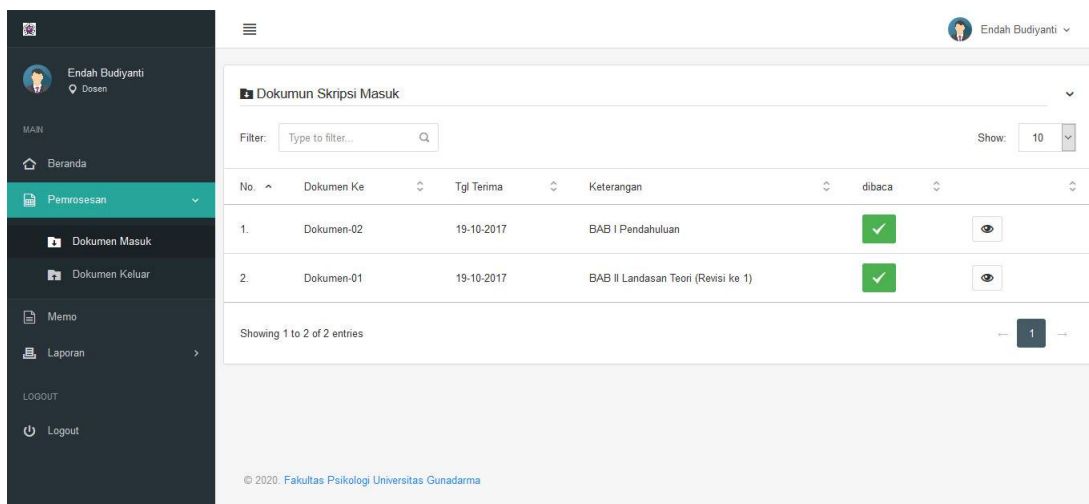 Endah Budiyanti
Endah Budiyanti
Dosen
MAIN
Beranda
Pemrosesan
Dokumen Masuk
Dokumen Keluar
Memo
Laporan
LOGOUT
Logout
Dokumun Skripsi Masuk
Filter: Type to filter... Show: 10
No. Dokumen Ke Tgl Terima Keterangan dibaca
1. Dokumen-02 19-10-2017 BAB I Pendahuluan
2. Dokumen-01 19-10-2017 BAB II Landasan Teori (Revisi ke 1)
Showing 1 to 2 of 2 entries ← 1 →
© 2020. Fakultas Psikologi Universitas Gunadarma